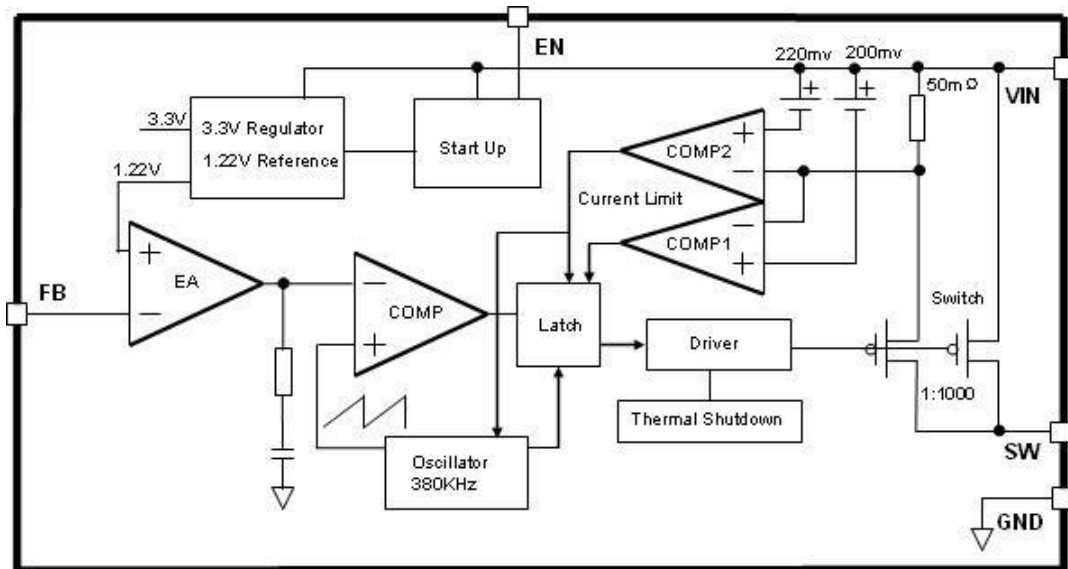 EN
220mv 200mv
50mΩ
VIN
3.3V
3.3V Regulator
1.22V Reference
Start Up
+ +
+
COMP2
−
1.22V
Current Limit
−
COMP1
+
+
EA
−
FB
−
COMP
+
Latch
Driver
Switch
1:1000
Thermal Shutdown
Oscillator
380KHz
SW
GND